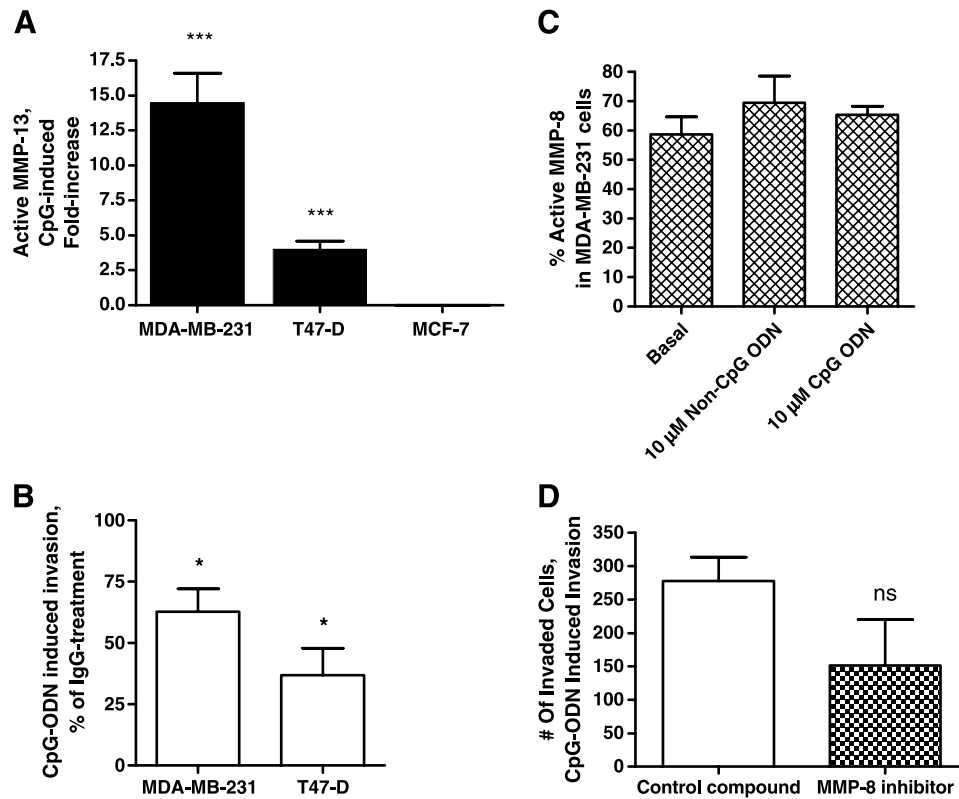 A
***
***
17.5
15.0
12.5
10.0
7.5
5.0
2.5
0.0
Active MMP-13,
CpG-induced
Fold-increase
MDA-MB-231 T47-D MCF-7
C
80
70
60
50
40
30
20
10
0
% Active MMP-8
in MDA-MB-231 cells
Basal
10 µM Non-CpG ODN
10 µM CpG ODN
B
*
*
100
75
50
25
0
CpG-ODN induced invasion,
% of IgG-treatment
MDA-MB-231 T47-D
D
ns
350
300
250
200
150
100
50
0
# Of Invaded Cells,
CpG-ODN Induced Invasion
Control compound MMP-8 inhibitor